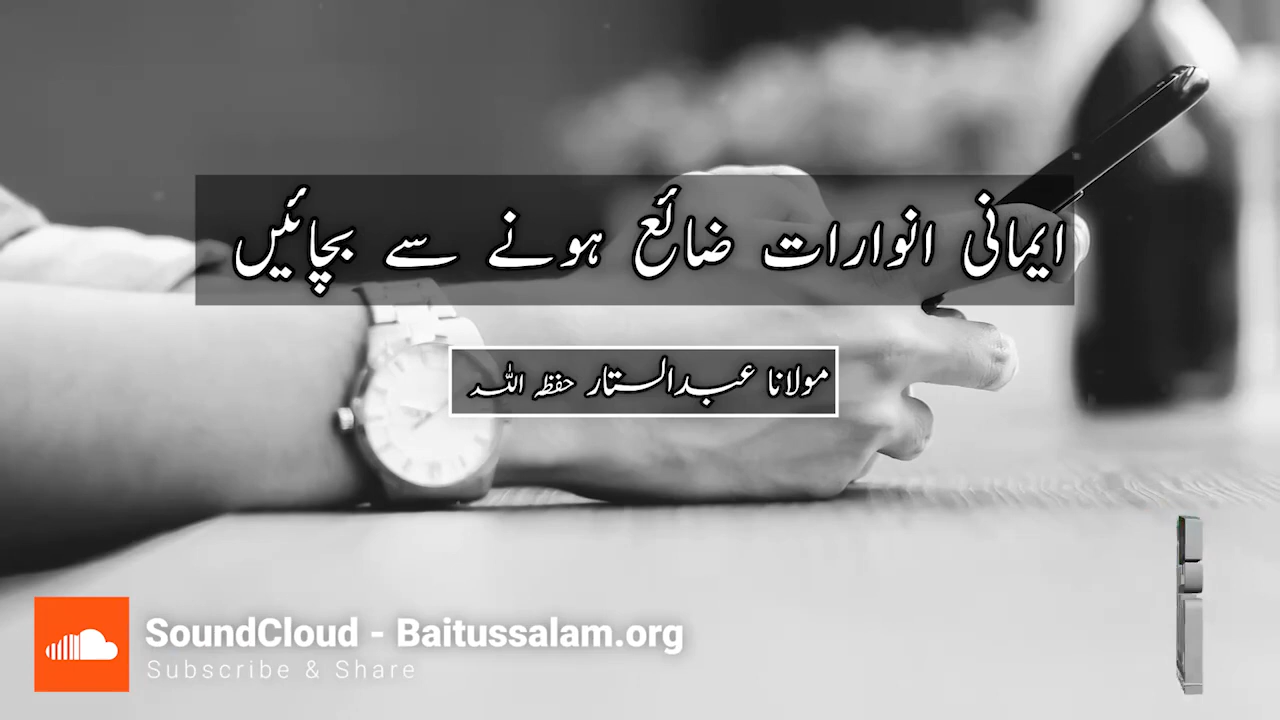 ایمانی انوارات ضائع ہونے سے بچائیں
مولانا عبدالستار حفظہ اللہ
SoundCloud - Baitussalam.org
Subscribe & Share